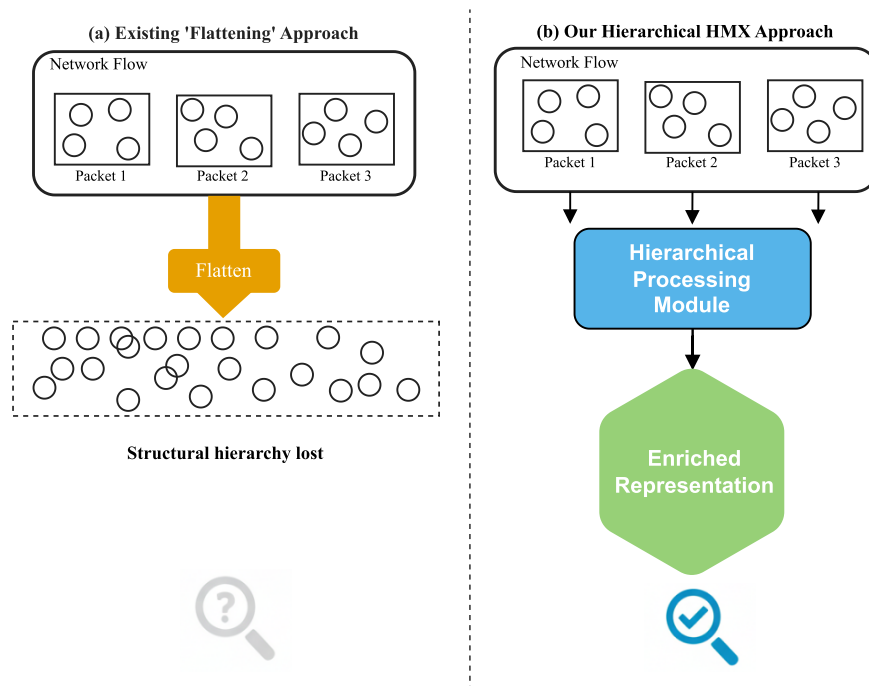 (a) Existing 'Flattening' Approach
Network Flow
Packet 1
Packet 2
Packet 3
Flatten
Structural hierarchy lost
?
(b) Our Hierarchical HMX Approach
Network Flow
Packet 1
Packet 2
Packet 3
Hierarchical
Processing
Module
Enriched
Representation